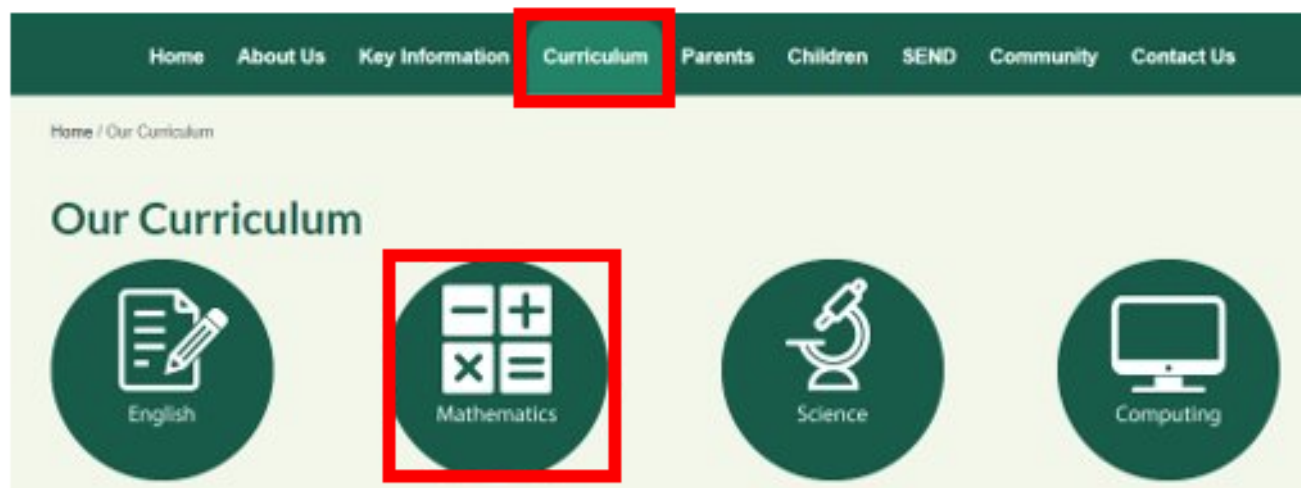 Home About Us Key Information Curriculum Parents Children SEND Community Contact Us
Home / Our Curriculum
Our Curriculum
English Mathematics Science Computing